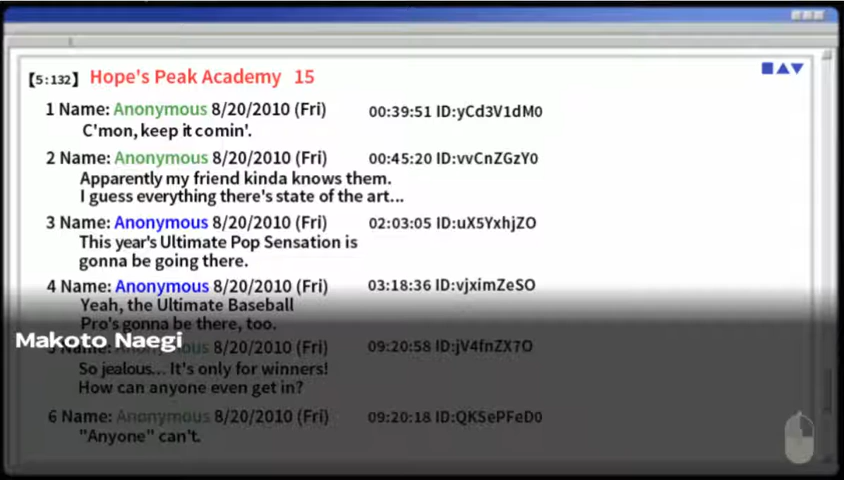 【5:132】 Hope's Peak Academy 15
1 Name: Anonymous 8/20/2010 (Fri) 00:39:51 ID:yCd3V1dM0
C'mon, keep it comin'.
2 Name: Anonymous 8/20/2010 (Fri) 00:45:20 ID:vvCnZGzY0
Apparently my friend kinda knows them.
I guess everything there's state of the art...
3 Name: Anonymous 8/20/2010 (Fri) 02:03:05 ID:uX5YxhjZO
This year's Ultimate Pop Sensation is
gonna be going there.
4 Name: Anonymous 8/20/2010 (Fri) 03:18:36 ID:vjximZeSO
Yeah, the Ultimate Baseball
Pro's gonna be there, too.
Makoto Naegi
5 Name: Anonymous 8/20/2010 (Fri) 09:20:58 ID:jV4fnZX7O
So jealous... It's only for winners!
How can anyone even get in?
6 Name: Anonymous 8/20/2010 (Fri) 09:20:18 ID:QKSePFeD0
"Anyone" can't.